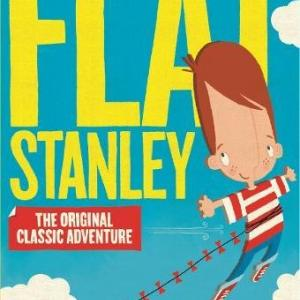 FLAT
STANLEY
THE ORIGINAL
CLASSIC ADVENTURE